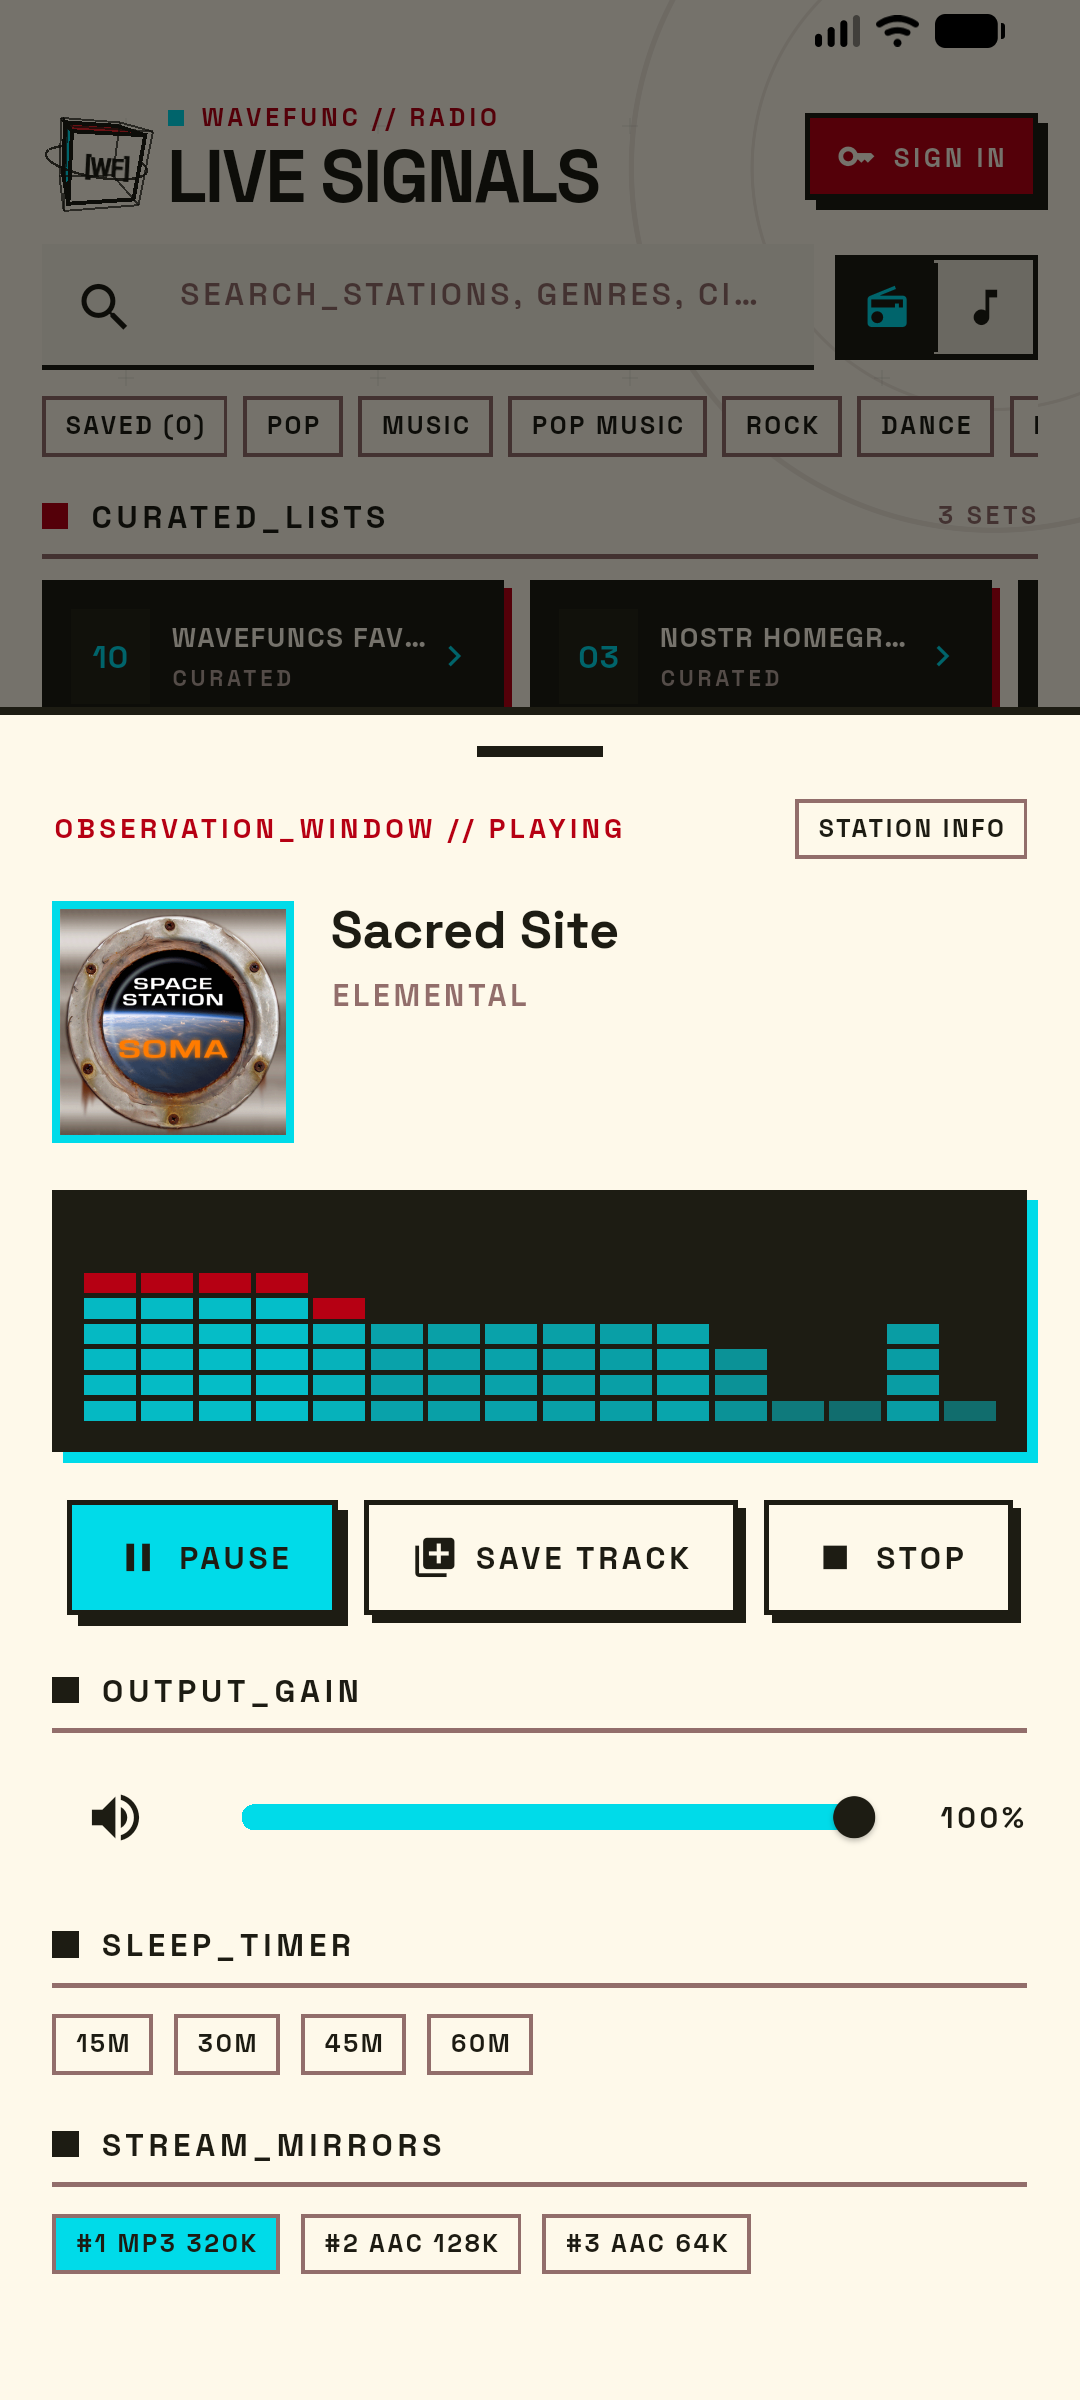 WAVEFUNC // RADIO
[WF]
LIVE SIGNALS
SIGN IN
SEARCH_STATIONS, GENRES, CI…
SAVED (0)
POP
MUSIC
POP MUSIC
ROCK
DANCE
CURATED_LISTS
3 SETS
10
WAVEFUNCS FAV…
CURATED
03
NOSTR HOMEGR…
CURATED
OBSERVATION_WINDOW // PLAYING
STATION INFO
SPACE
STATION
SOMA
Sacred Site
ELEMENTAL
PAUSE
SAVE TRACK
STOP
OUTPUT_GAIN
100%
SLEEP_TIMER
15M
30M
45M
60M
STREAM_MIRRORS
#1 MP3 320K
#2 AAC 128K
#3 AAC 64K